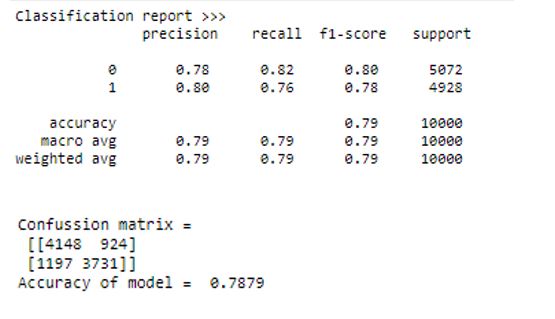 Classification report >>>
precision recall f1-score support
0 0.78 0.82 0.80 5072
1 0.80 0.76 0.78 4928
accuracy 0.79 10000
macro avg 0.79 0.79 0.79 10000
weighted avg 0.79 0.79 0.79 10000
Confussion matrix =
[[4148 924]
[1197 3731]]
Accuracy of model = 0.7879